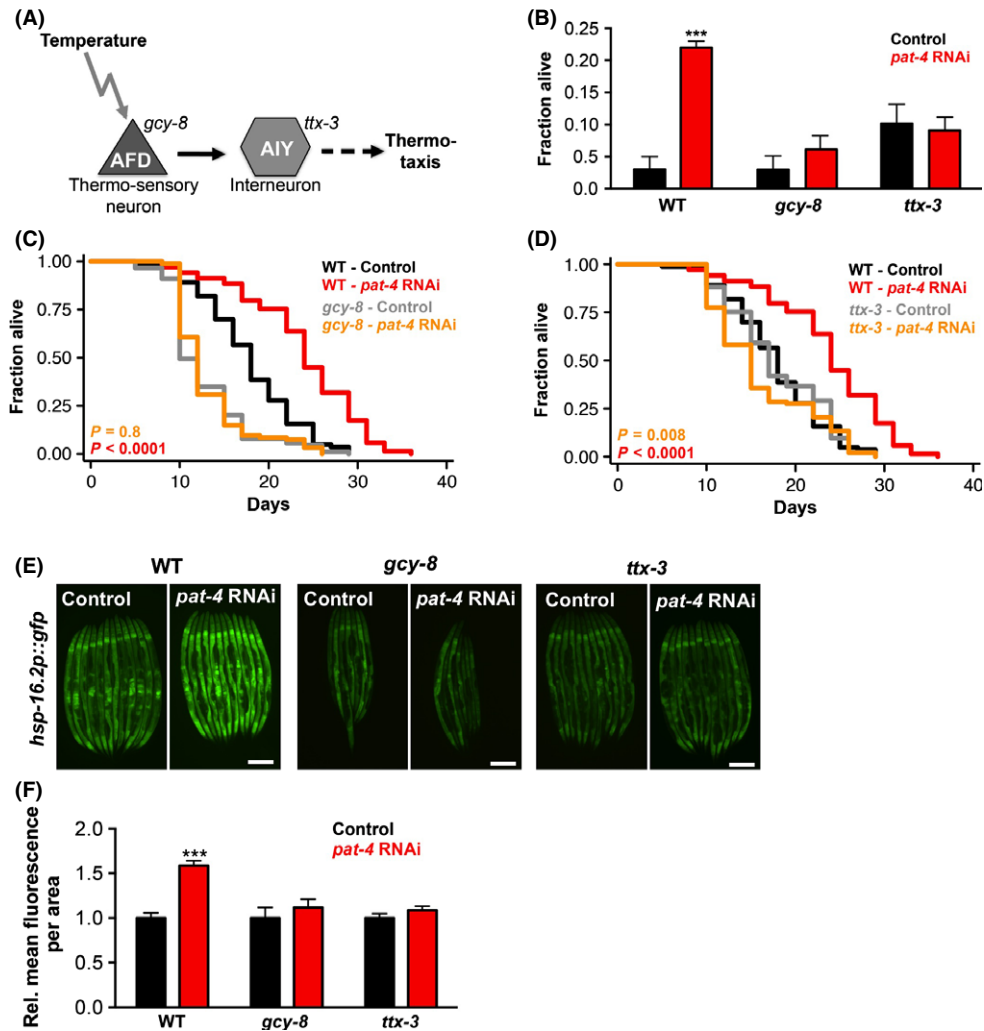 (A)
Temperature
gcy-8
ttx-3
AFD
AIY
Thermo-
taxis
Thermo-sensory
neuron
Interneuron
(B)
Control
pat-4 RNAi
***
Fraction alive
0.25
0.20
0.15
0.10
0.5
0.0
WT
gcy-8
ttx-3
(C)
WT - Control
WT - pat-4 RNAi
gcy-8 - Control
gcy-8 - pat-4 RNAi
Fraction alive
1.00
0.75
0.50
0.25
0.00
P = 0.8
P < 0.0001
0
10
20
30
40
Days
(D)
WT - Control
WT - pat-4 RNAi
ttx-3 - Control
ttx-3 - pat-4 RNAi
Fraction alive
1.00
0.75
0.50
0.25
0.00
P = 0.008
P < 0.0001
0
10
20
30
40
Days
(E)
WT
gcy-8
ttx-3
hsp-16.2p::gfp
Control
pat-4 RNAi
Control
pat-4 RNAi
Control
pat-4 RNAi
(F)
Control
pat-4 RNAi
***
Rel. mean fluorescence
per area
2.0
1.5
1.0
0.5
0.0
WT
gcy-8
ttx-3